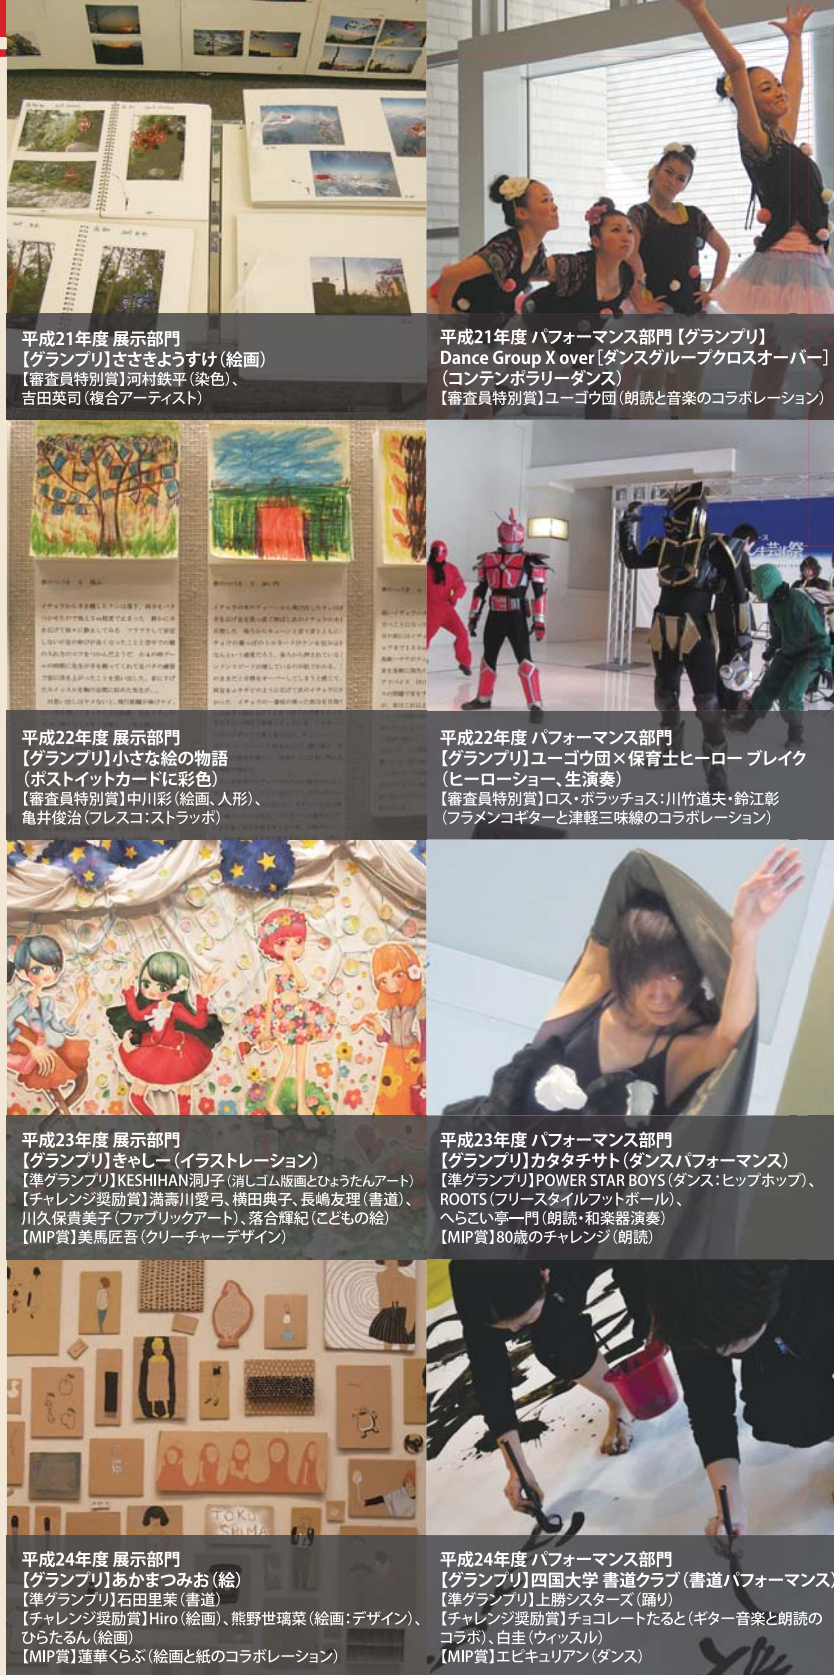 平成21年度 展示部門
【グランプリ】ささきようすけ(絵画)
【審査員特別賞】河村鉄平(染色)、
吉田英司(複合アーティスト)
平成21年度 パフォーマンス部門【グランプリ】
Dance Group X over[ダンスグループクロスオーバー]
(コンテンポラリーダンス)
【審査員特別賞】ユーゴウ団(朗読と音楽のコラボレーション)
平成22年度 展示部門
【グランプリ】小さな絵の物語
(ポストイットカードに彩色)
【審査員特別賞】中川彩(絵画、人形)、
亀井俊治(フレスコ:ストラッポ)
平成22年度 パフォーマンス部門
【グランプリ】ユーゴウ団×保育士ヒーロー ブレイク
(ヒーローショー、生演奏)
【審査員特別賞】ロス・ボラッチョス:川竹道夫・鈴江彰
(フラメンコギターと津軽三味線のコラボレーション)
平成23年度 展示部門
【グランプリ】きゃしー(イラストレーション)
【準グランプリ】KESHIHAN洞J子(消しゴム版画とひょうたんアート)
【チャレンジ奨励賞】満壽川愛弓、横田典子、長嶋友理(書道)、
川久保貴美子(ファブリックアート)、落合輝紀(こどもの絵)
【MIP賞】美馬匠吾(クリーチャーデザイン)
平成23年度 パフォーマンス部門
【グランプリ】カタタチサト(ダンスパフォーマンス)
【準グランプリ】POWER STAR BOYS(ダンス:ヒップホップ)、
ROOTS(フリースタイルフットボール)、
へらこい亭一門(朗読・和楽器演奏)
【MIP賞】80歳のチャレンジ(朗読)
TOKU
SHIMA
平成24年度 展示部門
【グランプリ】あかまつみお(絵)
【準グランプリ】石田里茉(書道)
【チャレンジ奨励賞】Hiro(絵画)、熊野世璃菜(絵画:デザイン)、
ひらたるん(絵画)
【MIP賞】蓮華くらぶ(絵画と紙のコラボレーション)
平成24年度 パフォーマンス部門
【グランプリ】四国大学 書道クラブ(書道パフォーマンス)
【準グランプリ】上勝シスターズ(踊り)
【チャレンジ奨励賞】チョコレートたると(ギター音楽と朗読の
コラボ)、白圭(ウィッスル)
【MIP賞】エピキュリアン(ダンス)